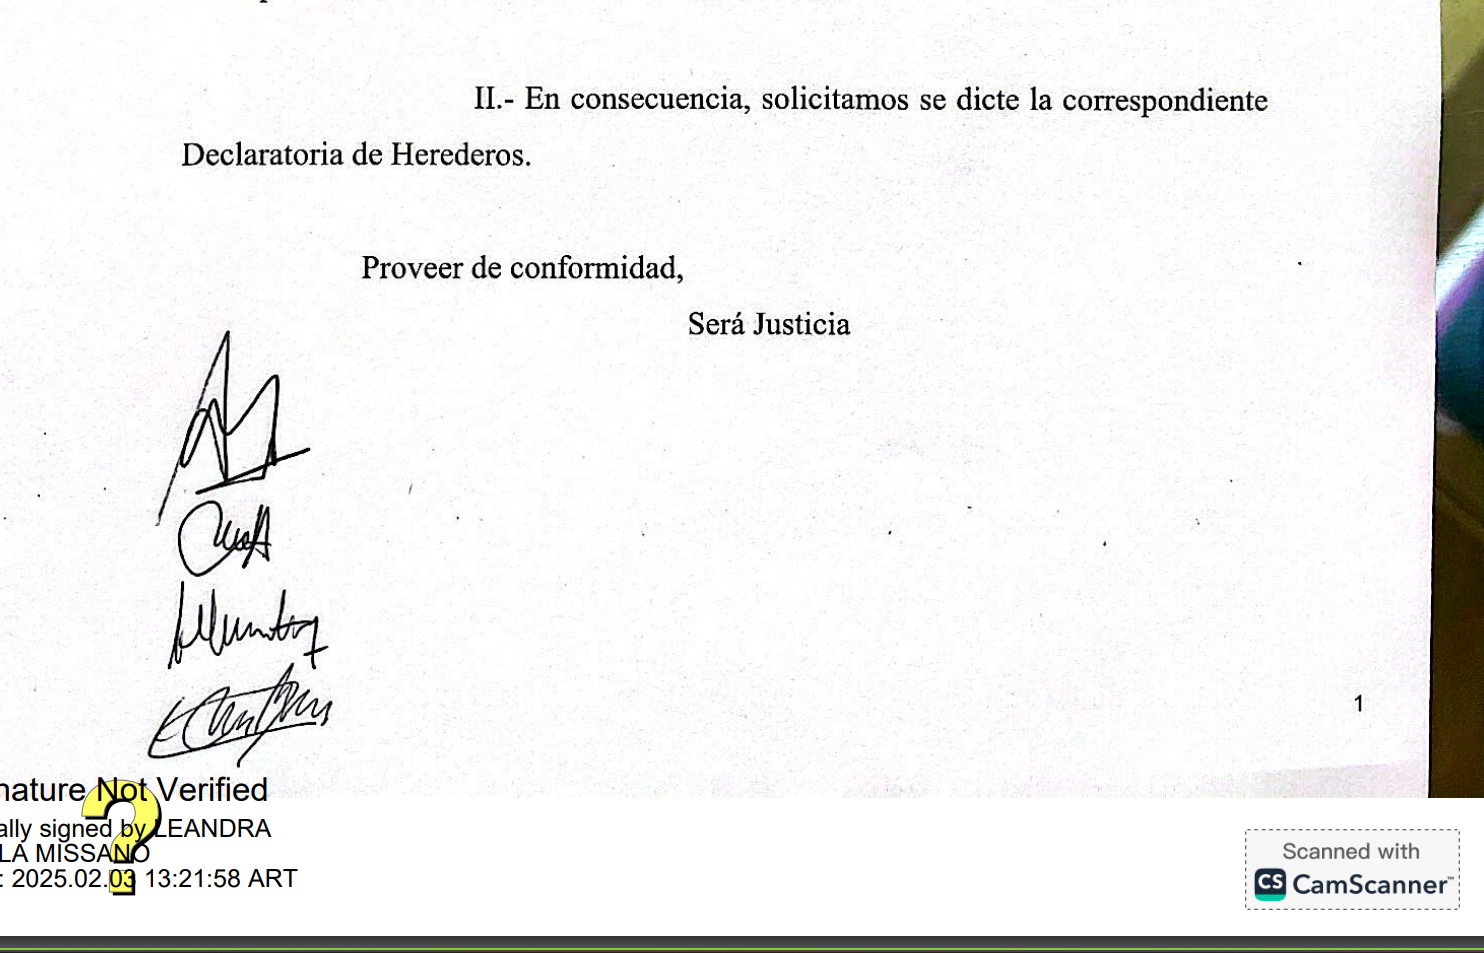 II.- En consecuencia, solicitamos se dicte la correspondiente
Declaratoria de Herederos.
Proveer de conformidad,
Será Justicia
1
nature Not Verified
ally signed by LEANDRA
LA MISSANO
: 2025.02.03 13:21:58 ART
Scanned with
CS CamScanner™